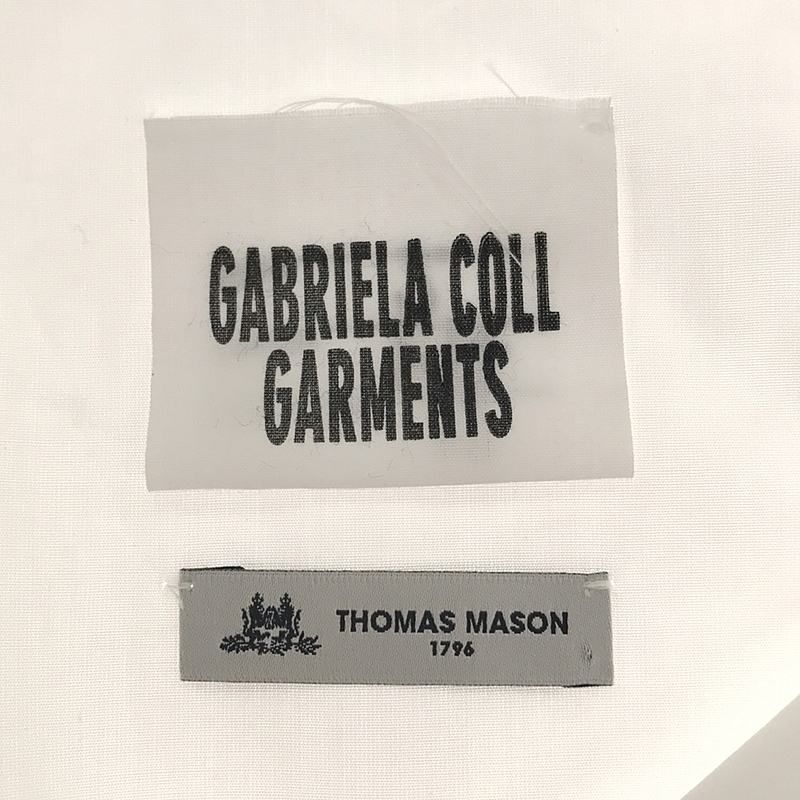 GABRIELA COLL
GARMENTS
THOMAS MASON
1796